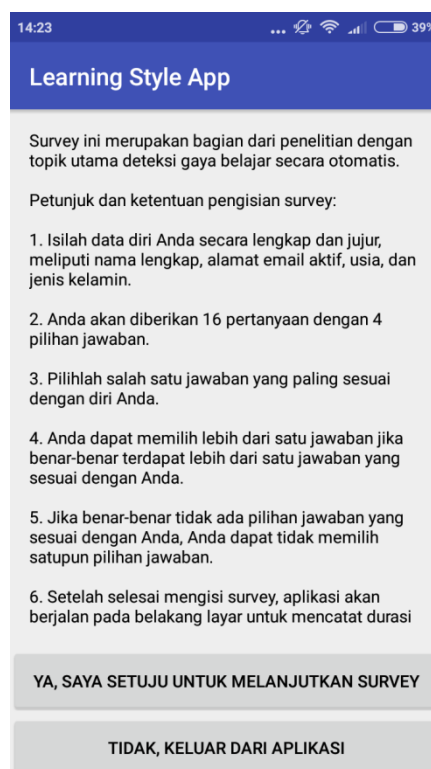 14:23
... 39%
Learning Style App
Survey ini merupakan bagian dari penelitian dengan
topik utama deteksi gaya belajar secara otomatis.
Petunjuk dan ketentuan pengisian survey:
1. Isilah data diri Anda secara lengkap dan jujur,
meliputi nama lengkap, alamat email aktif, usia, dan
jenis kelamin.
2. Anda akan diberikan 16 pertanyaan dengan 4
pilihan jawaban.
3. Pilihlah salah satu jawaban yang paling sesuai
dengan diri Anda.
4. Anda dapat memilih lebih dari satu jawaban jika
benar-benar terdapat lebih dari satu jawaban yang
sesuai dengan Anda.
5. Jika benar-benar tidak ada pilihan jawaban yang
sesuai dengan Anda, Anda dapat tidak memilih
satupun pilihan jawaban.
6. Setelah selesai mengisi survey, aplikasi akan
berjalan pada belakang layar untuk mencatat durasi
YA, SAYA SETUJU UNTUK MELANJUTKAN SURVEY
TIDAK, KELUAR DARI APLIKASI